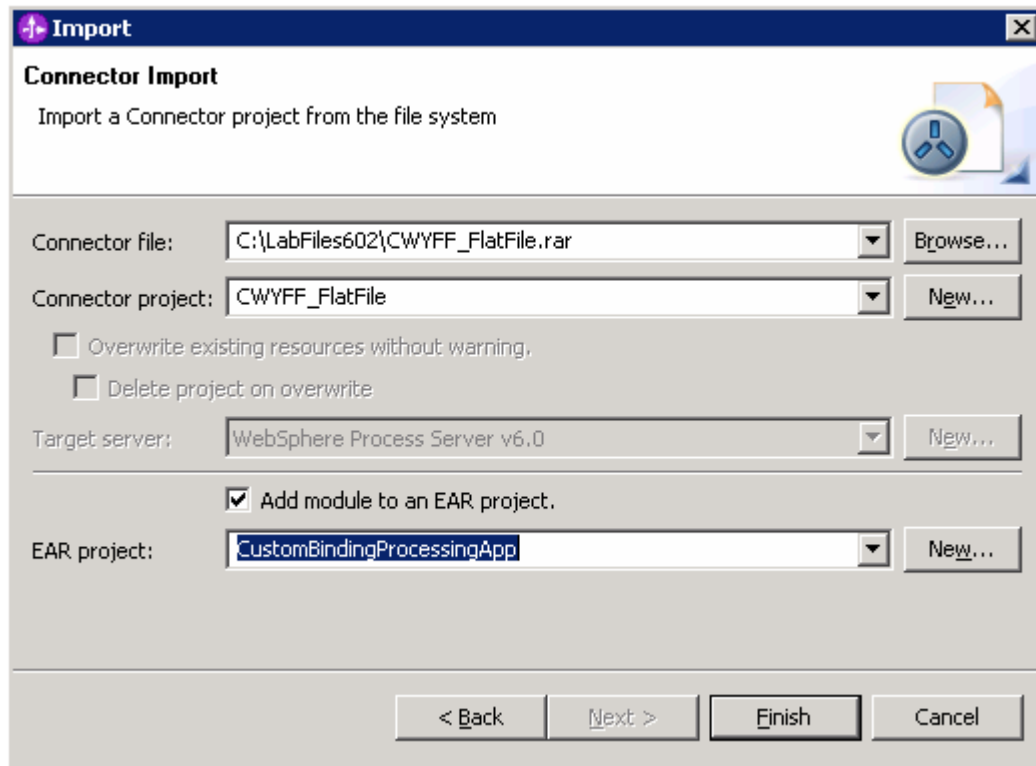 Import
Connector Import
Import a Connector project from the file system
Connector file: C:\LabFiles602\CWYFF_FlatFile.rar Browse...
Connector project: CWYFF_FlatFile New...
Overwrite existing resources without warning.
Delete project on overwrite
Target server: WebSphere Process Server v6.0 New...
Add module to an EAR project.
EAR project: CustomBindingProcessingApp New...
< Back Next > Finish Cancel